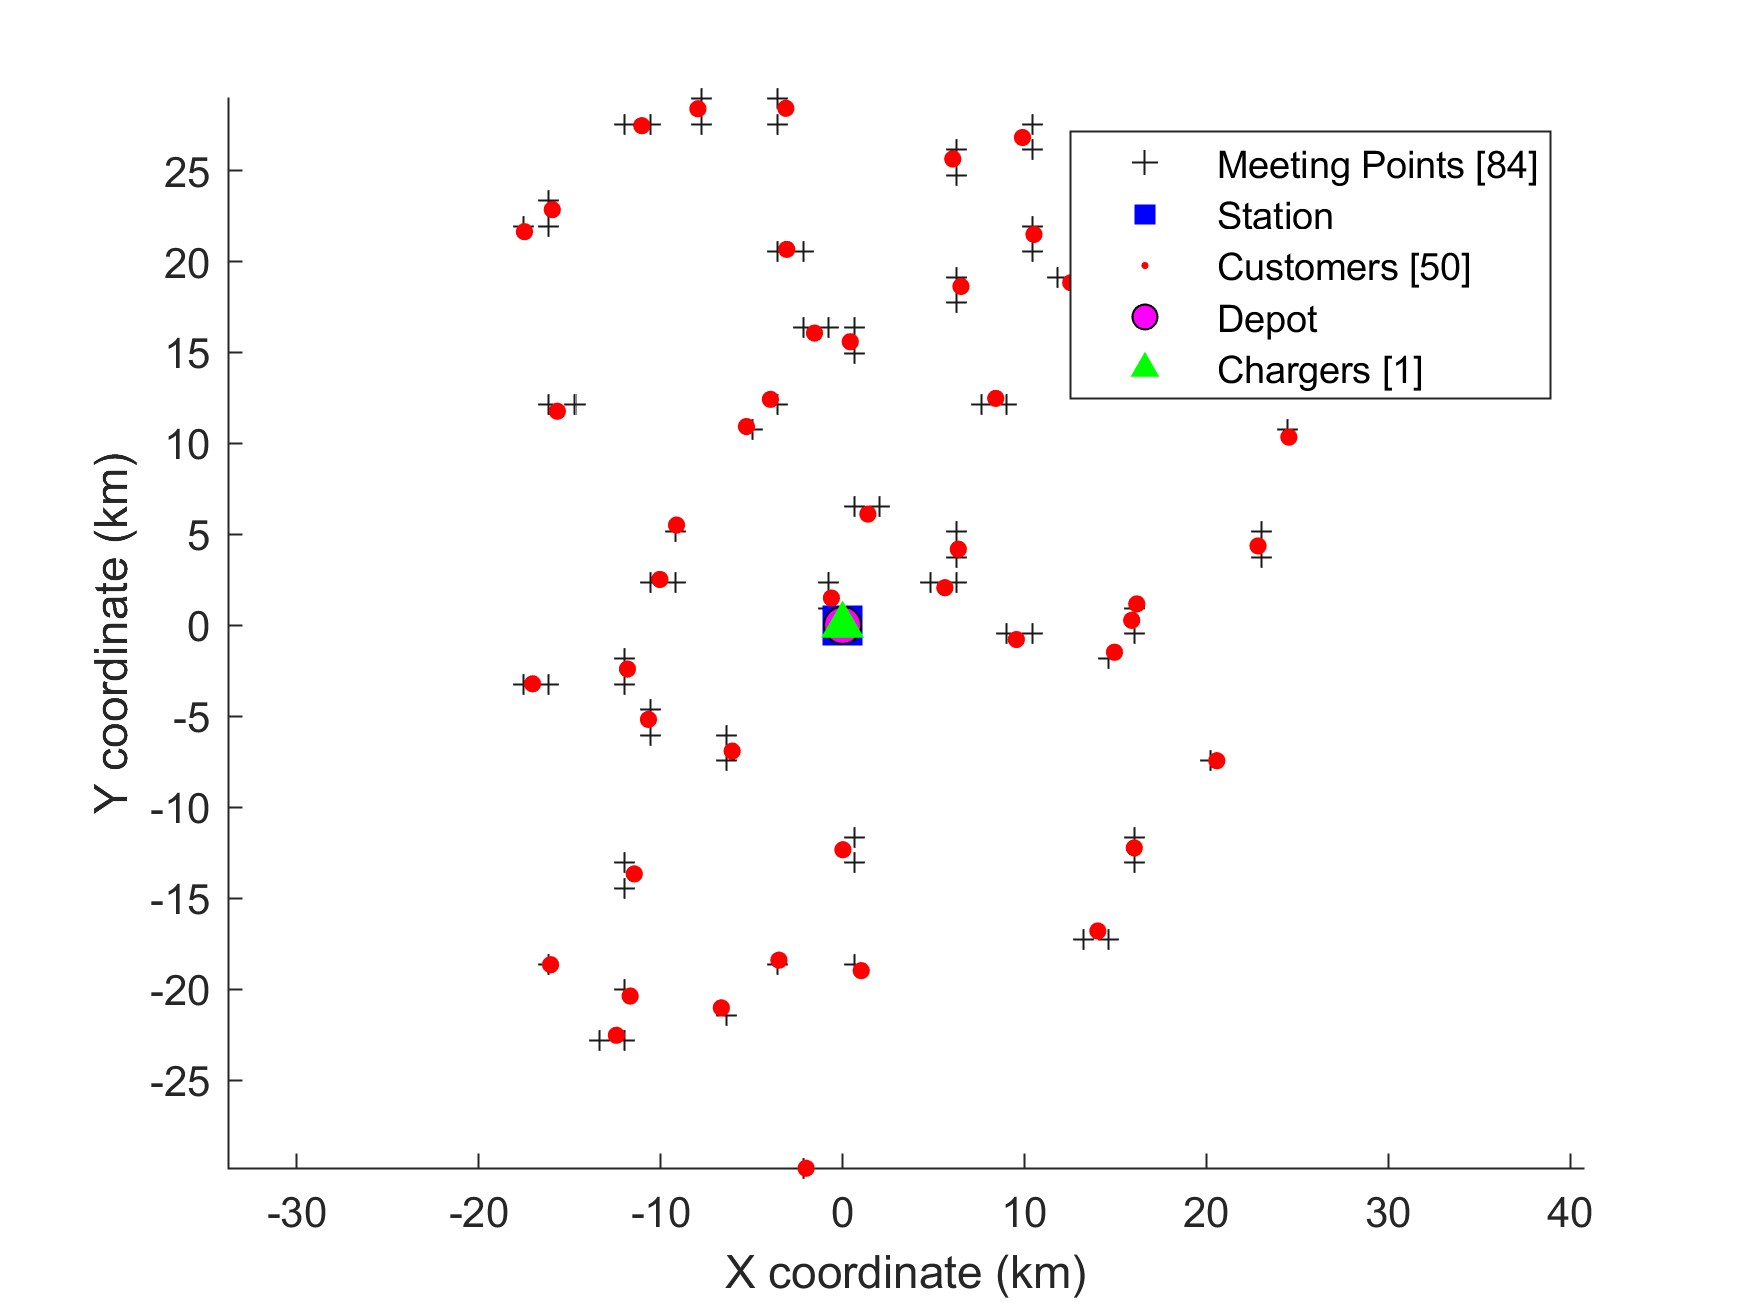 25
20
15
10
5
0
-5
-10
-15
-20
-25
Y coordinate (km)
Meeting Points [84]
Station
Customers [50]
Depot
Chargers [1]
-30 -20 -10 0 10 20 30 40
X coordinate (km)